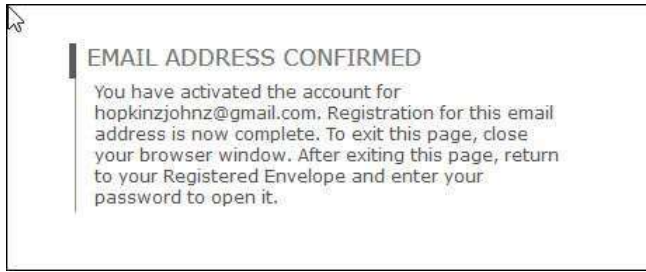 EMAIL ADDRESS CONFIRMED
You have activated the account for
hopkinzjohnz@gmail.com. Registration for this email
address is now complete. To exit this page, close
your browser window. After exiting this page, return
to your Registered Envelope and enter your
password to open it.